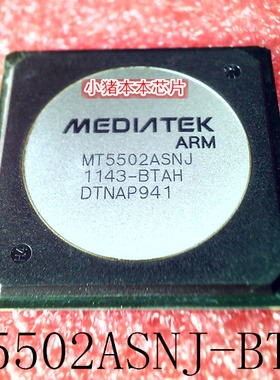 小猪本本芯片
MEDIATEK
ARM
MT5502ASNJ
1143-BTAH
DTNAP941
5502ASNJ-BT